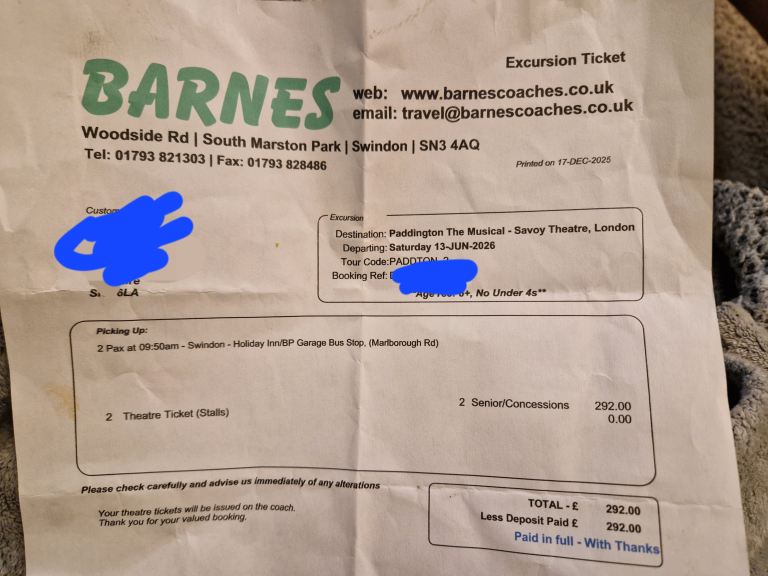 Excursion Ticket
BARNES
web: www.barnescoaches.co.uk
email: travel@barnescoaches.co.uk
Woodside Rd | South Marston Park | Swindon | SN3 4AQ
Tel: 01793 821303 | Fax: 01793 828486
Printed on 17-DEC-2025
Excursion
Destination: Paddington The Musical - Savoy Theatre, London
Departing: Saturday 13-JUN-2026
Tour Code:
Booking Ref:
No Under 4s**
Picking Up:
2 Pax at 09:50am - Swindon - Holiday Inn/BP Garage Bus Stop, (Marlborough Rd)
2 Theatre Ticket (Stalls)
2 Senior/Concessions 292.00
0.00
Please check carefully and advise us immediately of any alterations
Your theatre tickets will be issued on the coach.
Thank you for your valued booking.
TOTAL - £ 292.00
Less Deposit Paid £ 292.00
Paid in full - With Thanks